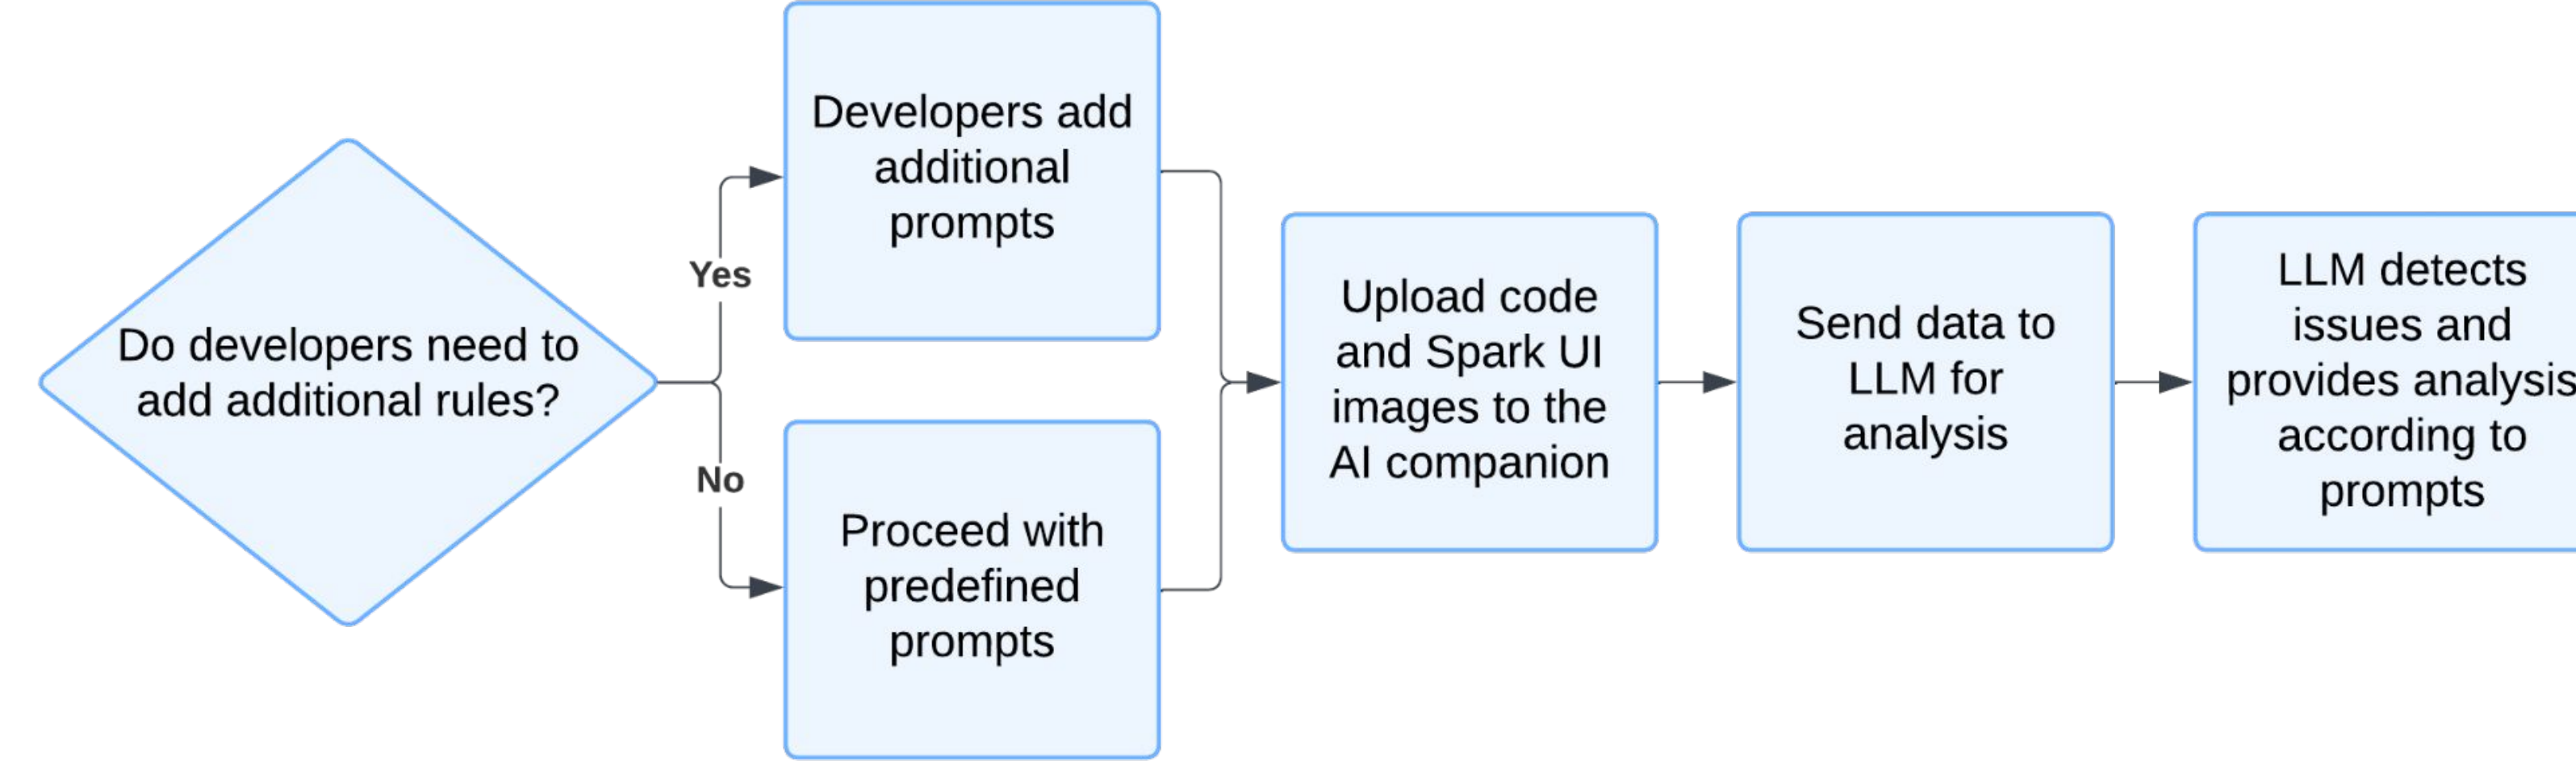 Do developers need to
add additional rules?
Yes
No
Developers add
additional
prompts
Proceed with
predefined
prompts
Upload code
and Spark UI
images to the
AI companion
Send data to
LLM for
analysis
LLM detects
issues and
provides analysis
according to
prompts